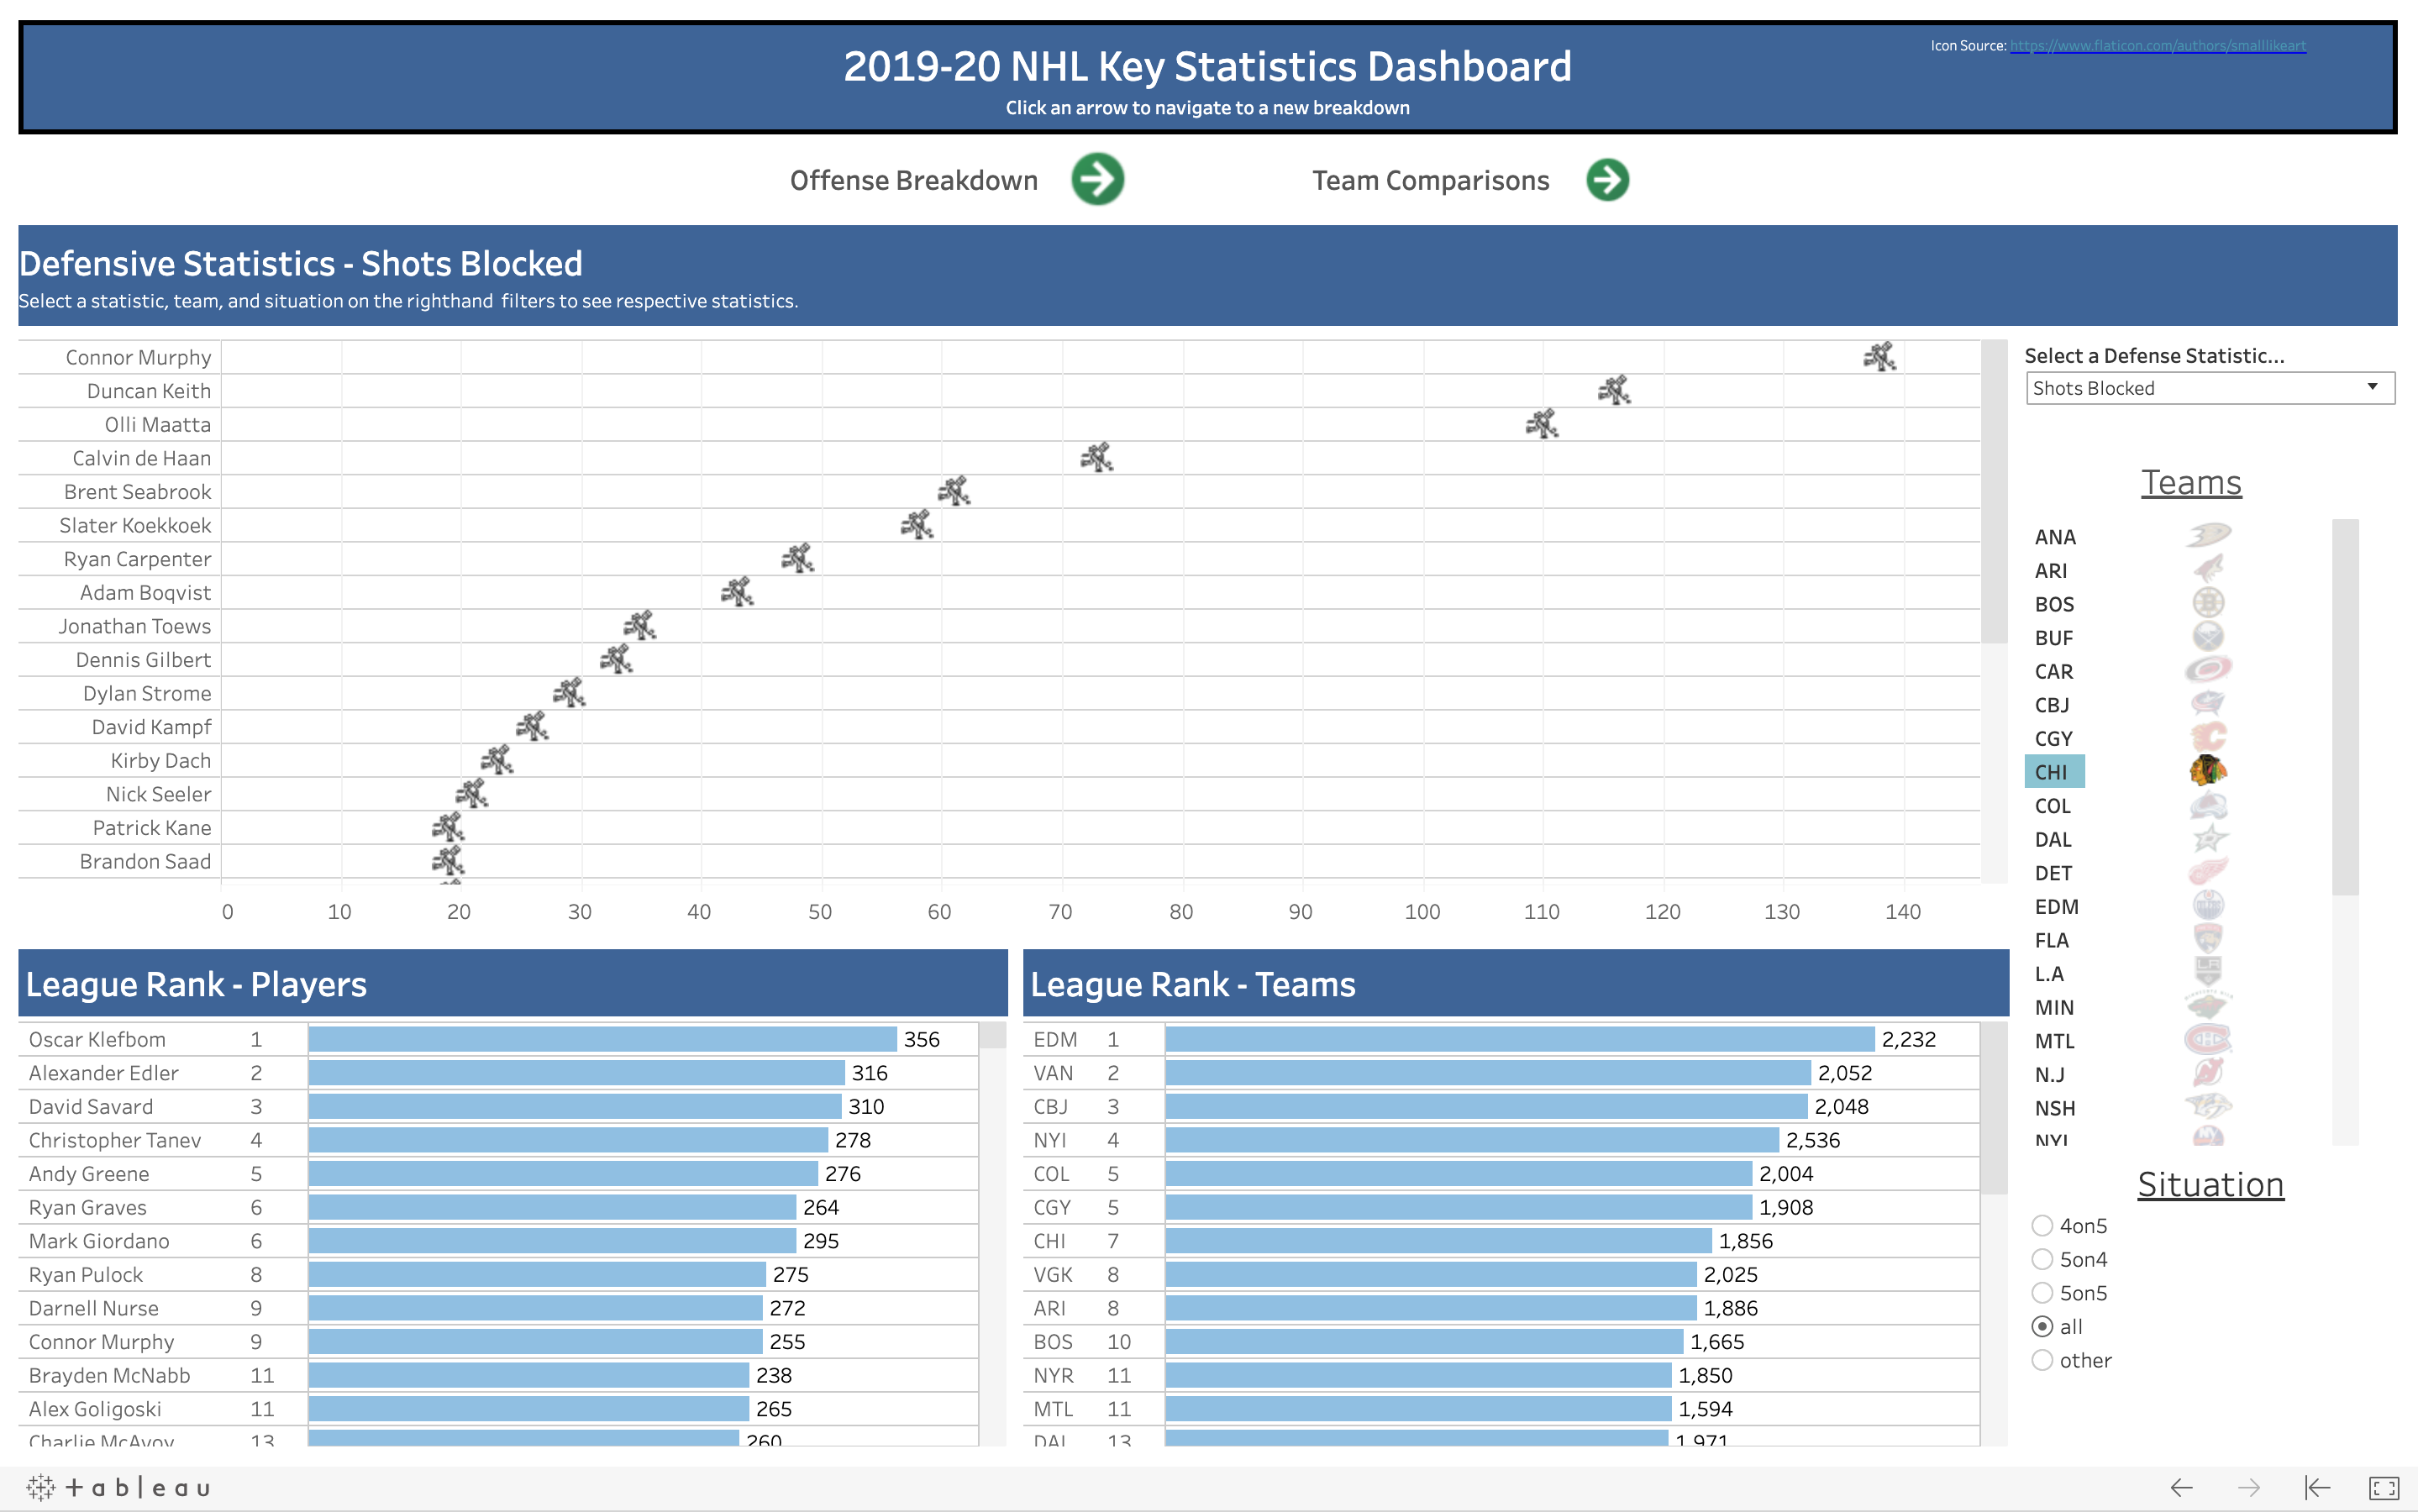 2019-20 NHL Key Statistics Dashboard
Icon Source: https://www.flaticon.com/authors/smalllikeart
Click an arrow to navigate to a new breakdown
Offense Breakdown
Team Comparisons
Defensive Statistics - Shots Blocked
Select a statistic, team, and situation on the righthand filters to see respective statistics.
Connor Murphy
Duncan Keith
Olli Maatta
Calvin de Haan
Brent Seabrook
Slater Koekkoek
Ryan Carpenter
Adam Boqvist
Jonathan Toews
Dennis Gilbert
Dylan Strome
David Kampf
Kirby Dach
Nick Seeler
Patrick Kane
Brandon Saad
0 10 20 30 40 50 60 70 80 90 100 110 120 130 140
Select a Defense Statistic...
Shots Blocked
Teams
ANA
ARI
BOS
BUF
CAR
CBJ
CGY
CHI
COL
DAL
DET
EDM
FLA
L.A
MIN
MTL
N.J
NSH
NYI
Situation
4on5
5on4
5on5
all
other
League Rank - Players
Oscar Klefbom 1 356
Alexander Edler 2 316
David Savard 3 310
Christopher Tanev 4 278
Andy Greene 5 276
Ryan Graves 6 264
Mark Giordano 6 295
Ryan Pulock 8 275
Darnell Nurse 9 272
Connor Murphy 9 255
Brayden McNabb 11 238
Alex Goligoski 11 265
Charlie McAvoy 13 260
League Rank - Teams
EDM 1 2,232
VAN 2 2,052
CBJ 3 2,048
NYI 4 2,536
COL 5 2,004
CGY 5 1,908
CHI 7 1,856
VGK 8 2,025
ARI 8 1,886
BOS 10 1,665
NYR 11 1,850
MTL 11 1,594
DAL 13 1,971
tableau